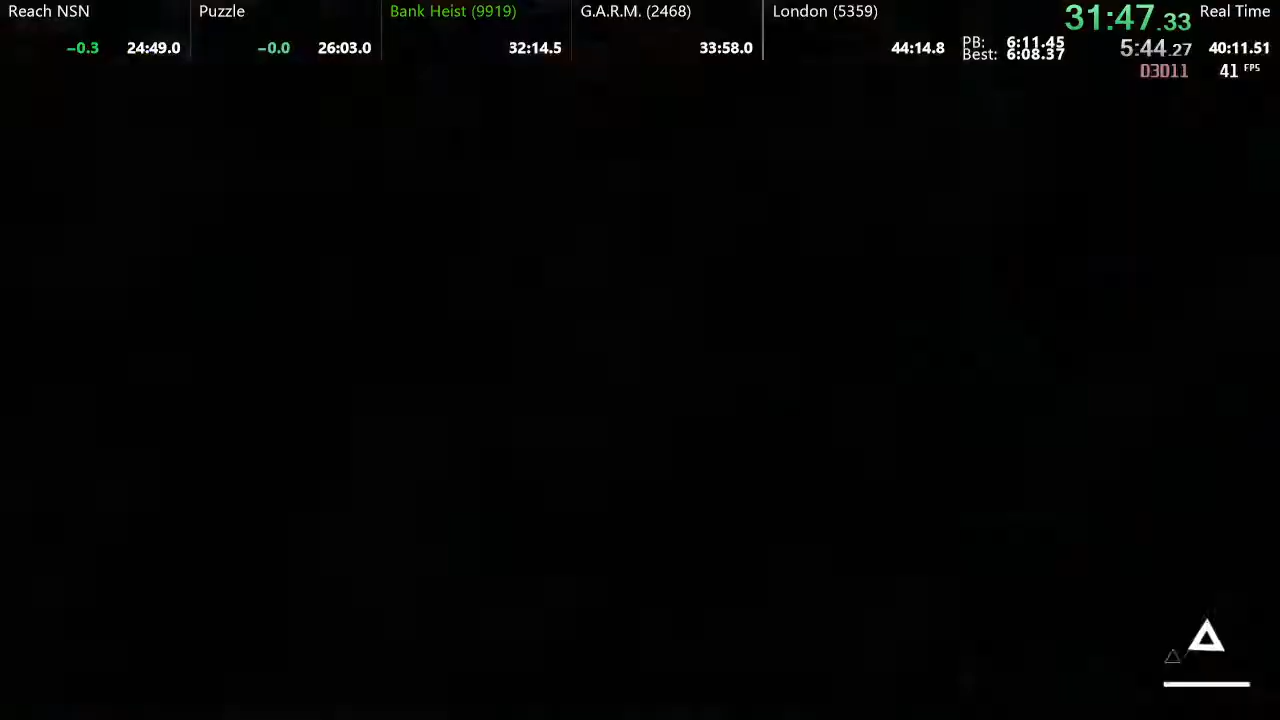 Reach NSN
−0.3 24:49.0
Puzzle
−0.0 26:03.0
Bank Heist (9919)
32:14.5
G.A.R.M. (2468)
33:58.0
London (5359)
44:14.8
PB: 6:11.45
Best: 6:08.37
31:47.33
5:44.27
Real Time
40:11.51
D3D11 41 FPS